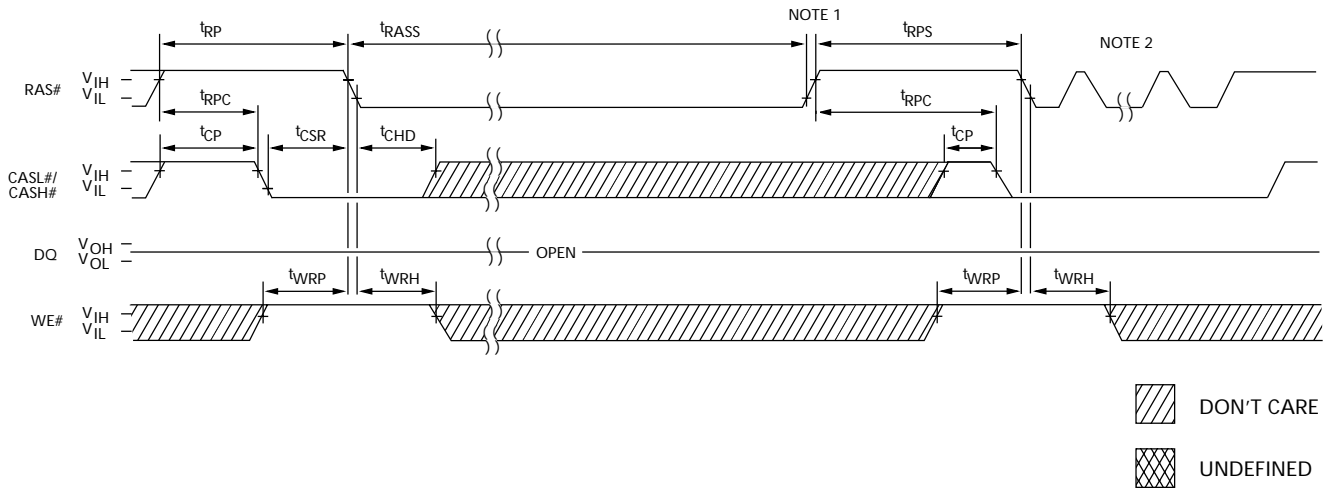 NOTE 1
tRP
tRASS
tRPS
NOTE 2
RAS#
VIH
VIL
tRPC
tRPC
tCP
tCSR
tCHD
tCP
CASL#/
CASH#
VIH
VIL
DQ
VOH
VOL
OPEN
tWRP
tWRH
tWRP
tWRH
WE#
VIH
VIL
DON'T CARE
UNDEFINED